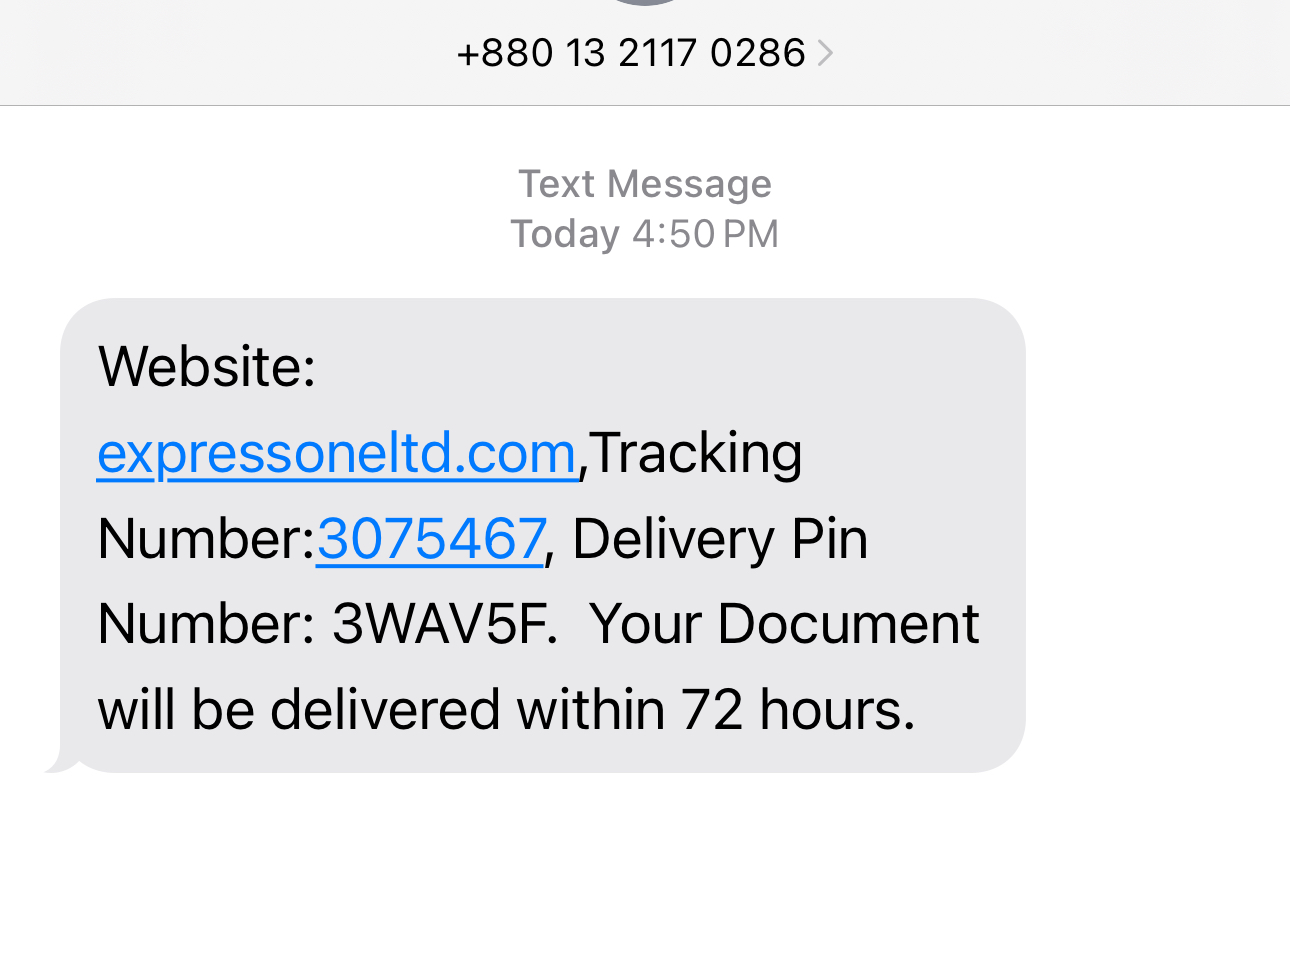 +880 13 2117 0286
Text Message
Today 4:50 PM
Website:
expressoneltd.com,Tracking
Number:3075467, Delivery Pin
Number: 3WAV5F.  Your Document
will be delivered within 72 hours.